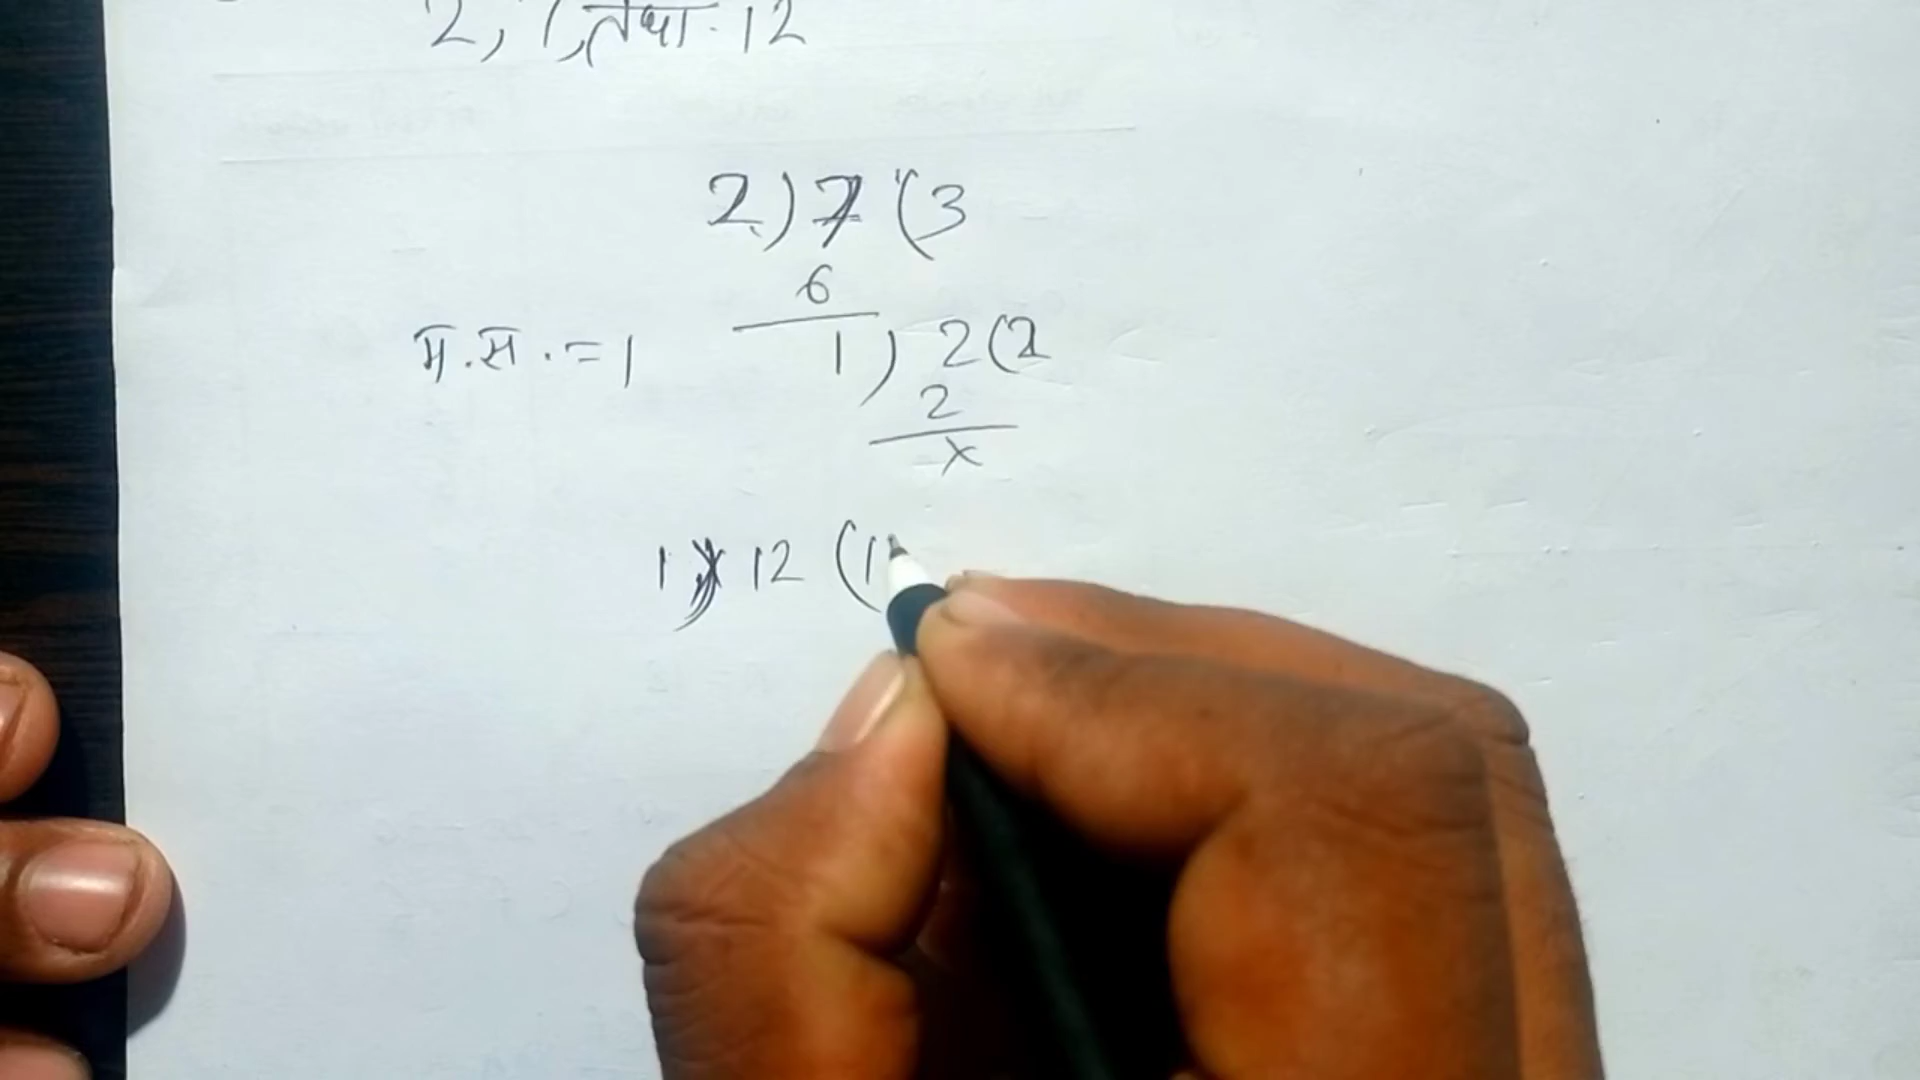 2, 7, तथा 12
2) 7 (3
6
म.स. = 1 1) 2 (2
2
x
1) 12 (1